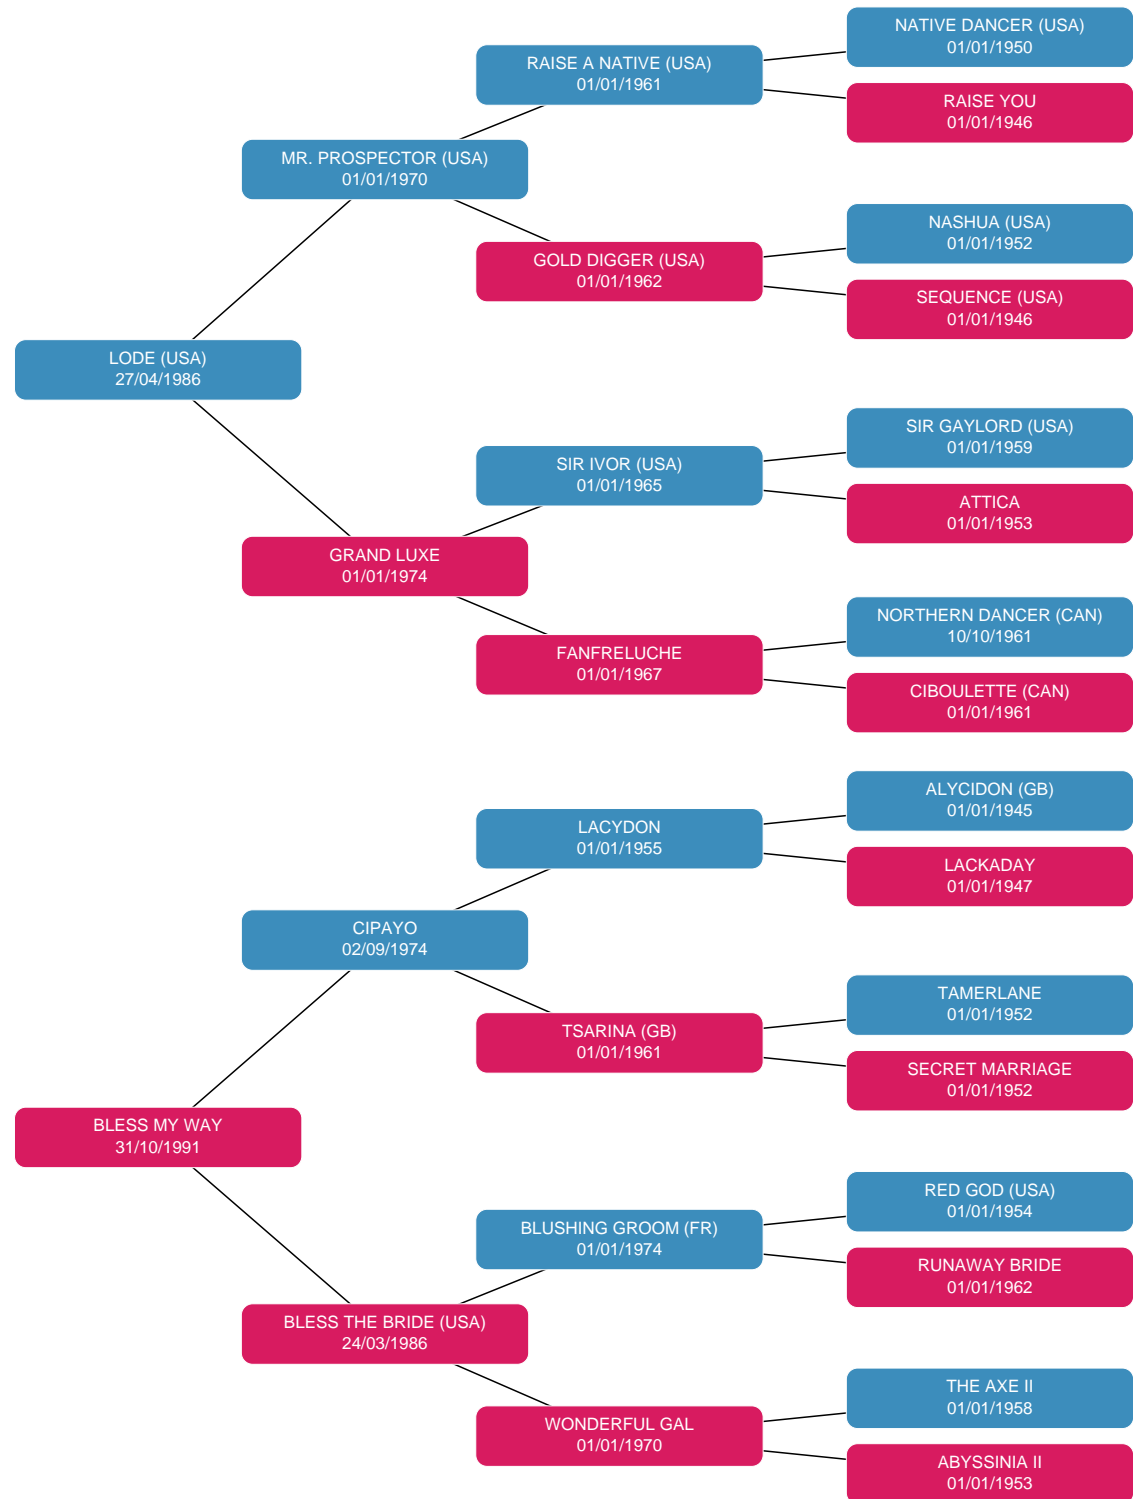 NATIVE DANCER (USA)
01/01/1950
RAISE A NATIVE (USA)
01/01/1961
RAISE YOU
01/01/1946
MR. PROSPECTOR (USA)
01/01/1970
NASHUA (USA)
01/01/1952
GOLD DIGGER (USA)
01/01/1962
SEQUENCE (USA)
01/01/1946
LODE (USA)
27/04/1986
SIR GAYLORD (USA)
01/01/1959
SIR IVOR (USA)
01/01/1965
ATTICA
01/01/1953
GRAND LUXE
01/01/1974
NORTHERN DANCER (CAN)
10/10/1961
FANFRELUCHE
01/01/1967
CIBOULETTE (CAN)
01/01/1961
ALYCIDON (GB)
01/01/1945
LACYDON
01/01/1955
LACKADAY
01/01/1947
CIPAYO
02/09/1974
TAMERLANE
01/01/1952
TSARINA (GB)
01/01/1961
SECRET MARRIAGE
01/01/1952
BLESS MY WAY
31/10/1991
RED GOD (USA)
01/01/1954
BLUSHING GROOM (FR)
01/01/1974
RUNAWAY BRIDE
01/01/1962
BLESS THE BRIDE (USA)
24/03/1986
THE AXE II
01/01/1958
WONDERFUL GAL
01/01/1970
ABYSSINIA II
01/01/1953